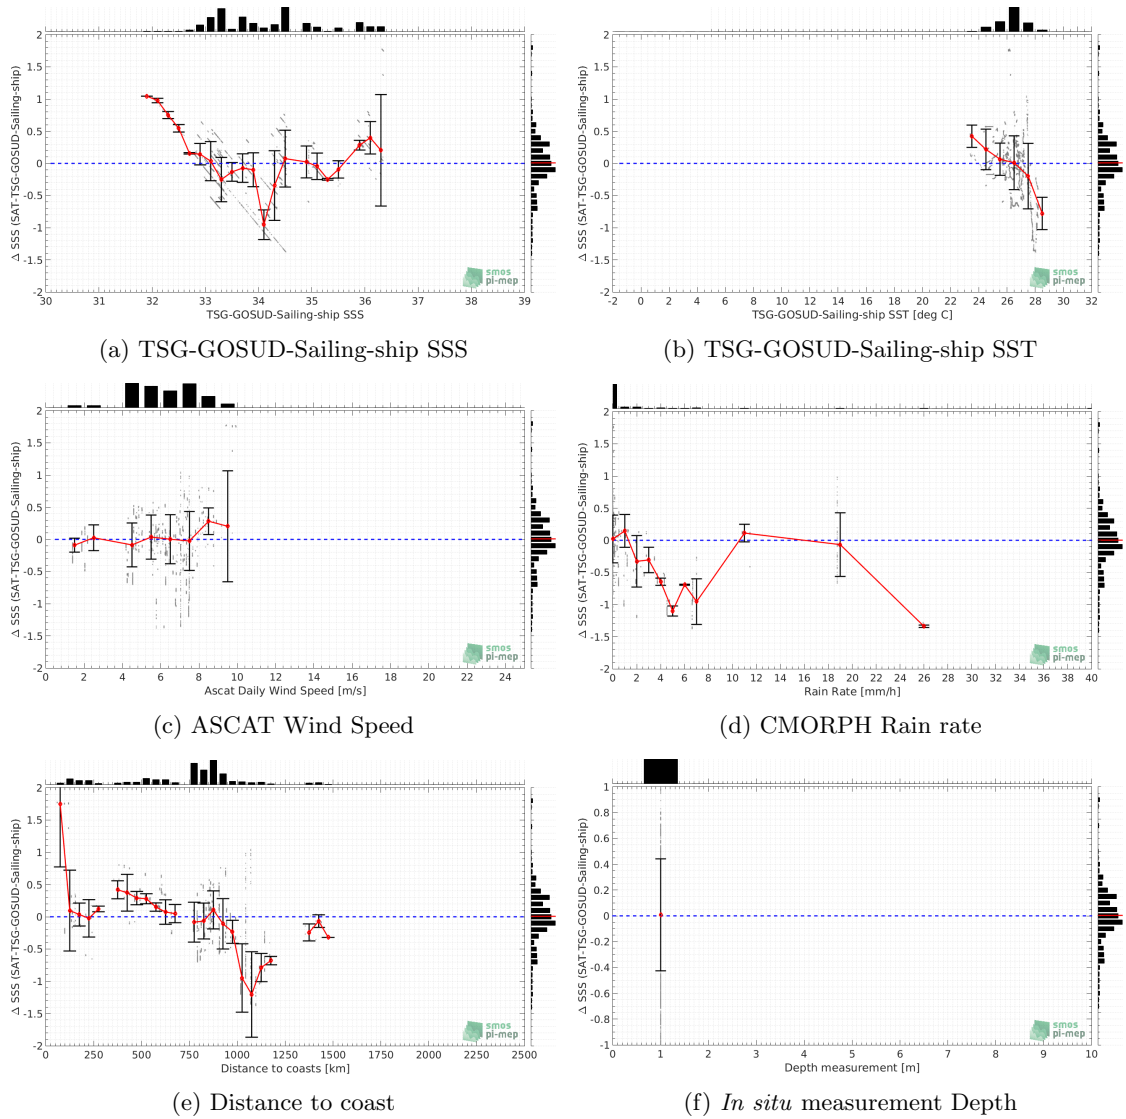 2
1.5
1
0.5
0
-0.5
-1
-1.5
-2
Δ SSS (SAT-TSG-GOSUD-Sailing-ship)
30 31 32 33 34 35 36 37 38 39
TSG-GOSUD-Sailing-ship SSS
smos
pi-mep
(a) TSG-GOSUD-Sailing-ship SSS
2
1.5
1
0.5
0
-0.5
-1
-1.5
-2
Δ SSS (SAT-TSG-GOSUD-Sailing-ship)
-2 0 2 4 6 8 10 12 14 16 18 20 22 24 26 28 30 32
TSG-GOSUD-Sailing-ship SST [deg C]
smos
pi-mep
(b) TSG-GOSUD-Sailing-ship SST
2
1.5
1
0.5
0
-0.5
-1
-1.5
-2
Δ SSS (SAT-TSG-GOSUD-Sailing-ship)
0 2 4 6 8 10 12 14 16 18 20 22 24
Ascat Daily Wind Speed [m/s]
smos
pi-mep
(c) ASCAT Wind Speed
2
1.5
1
0.5
0
-0.5
-1
-1.5
-2
Δ SSS (SAT-TSG-GOSUD-Sailing-ship)
0 2 4 6 8 10 12 14 16 18 20 22 24 26 28 30 32 34 36 38 40
Rain Rate [mm/h]
smos
pi-mep
(d) CMORPH Rain rate
2
1.5
1
0.5
0
-0.5
-1
-1.5
-2
Δ SSS (SAT-TSG-GOSUD-Sailing-ship)
0 250 500 750 1000 1250 1500 1750 2000 2250 2500
Distance to coasts [km]
smos
pi-mep
(e) Distance to coast
1
0.8
0.6
0.4
0.2
0
-0.2
-0.4
-0.6
-0.8
-1
Δ SSS (SAT-TSG-GOSUD-Sailing-ship)
0 1 2 3 4 5 6 7 8 9 10
Depth measurement [m]
smos
pi-mep
(f) In situ measurement Depth